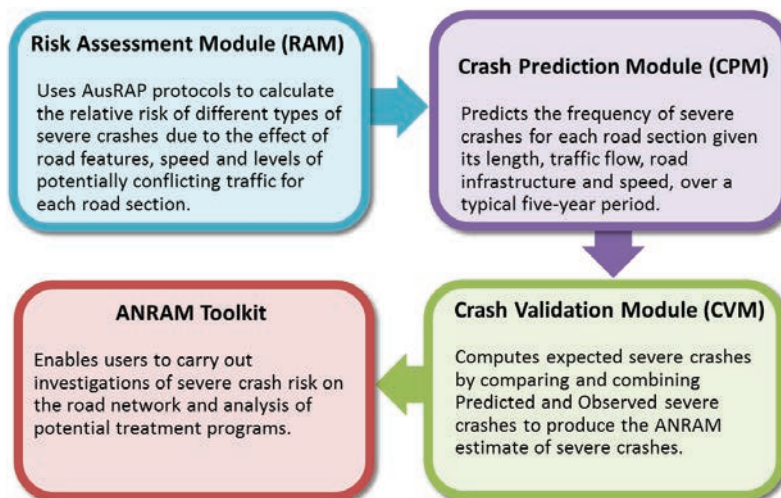 Risk Assessment Module (RAM)
Uses AusRAP protocols to calculate
the relative risk of different types of
severe crashes due to the effect of
road features, speed and levels of
potentially conflicting traffic for
each road section.
Crash Prediction Module (CPM)
Predicts the frequency of severe
crashes for each road section given
its length, traffic flow, road
infrastructure and speed, over a
typical five-year period.
Crash Validation Module (CVM)
Computes expected severe crashes
by comparing and combining
Predicted and Observed severe
crashes to produce the ANRAM
estimate of severe crashes.
ANRAM Toolkit
Enables users to carry out
investigations of severe crash risk on
the road network and analysis of
potential treatment programs.